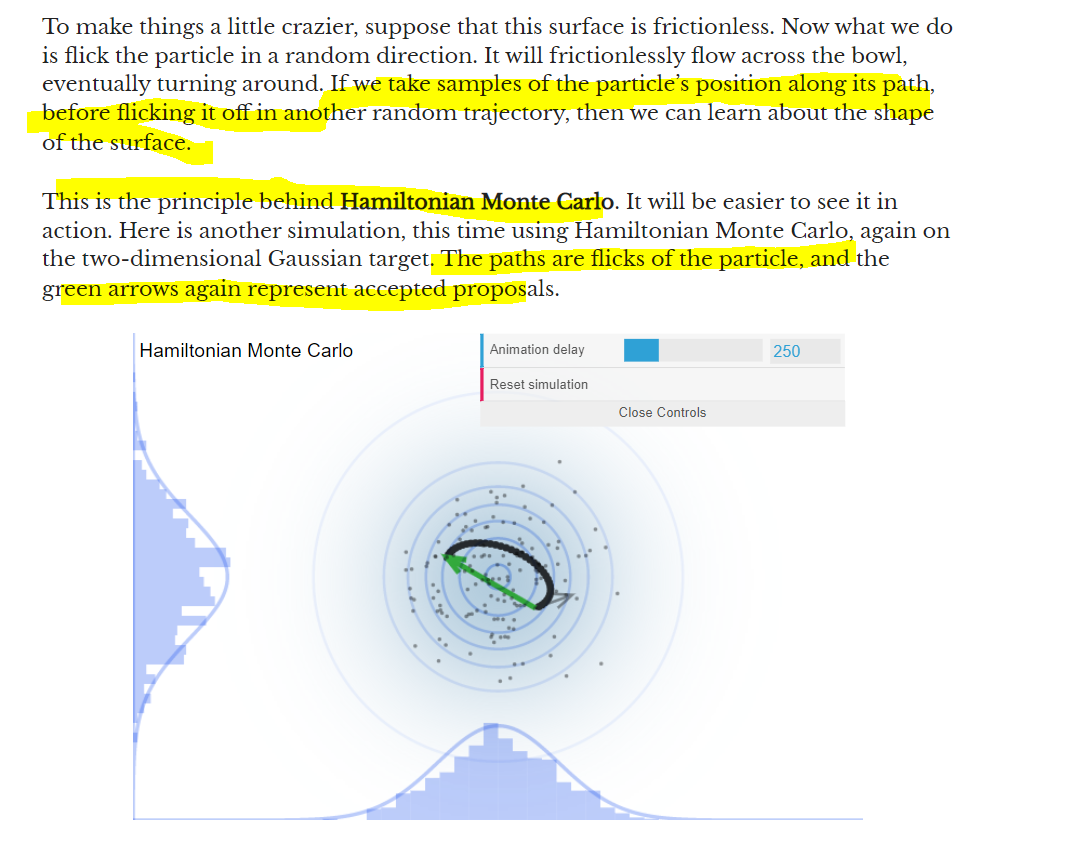 To make things a little crazier, suppose that this surface is frictionless. Now what we do
is flick the particle in a random direction. It will frictionlessly flow across the bowl,
eventually turning around. If we take samples of the particle’s position along its path,
before flicking it off in another random trajectory, then we can learn about the shape
of the surface.
This is the principle behind Hamiltonian Monte Carlo. It will be easier to see it in
action. Here is another simulation, this time using Hamiltonian Monte Carlo, again on
the two-dimensional Gaussian target. The paths are flicks of the particle, and the
green arrows again represent accepted proposals.
Hamiltonian Monte Carlo
Animation delay 250
Reset simulation
Close Controls